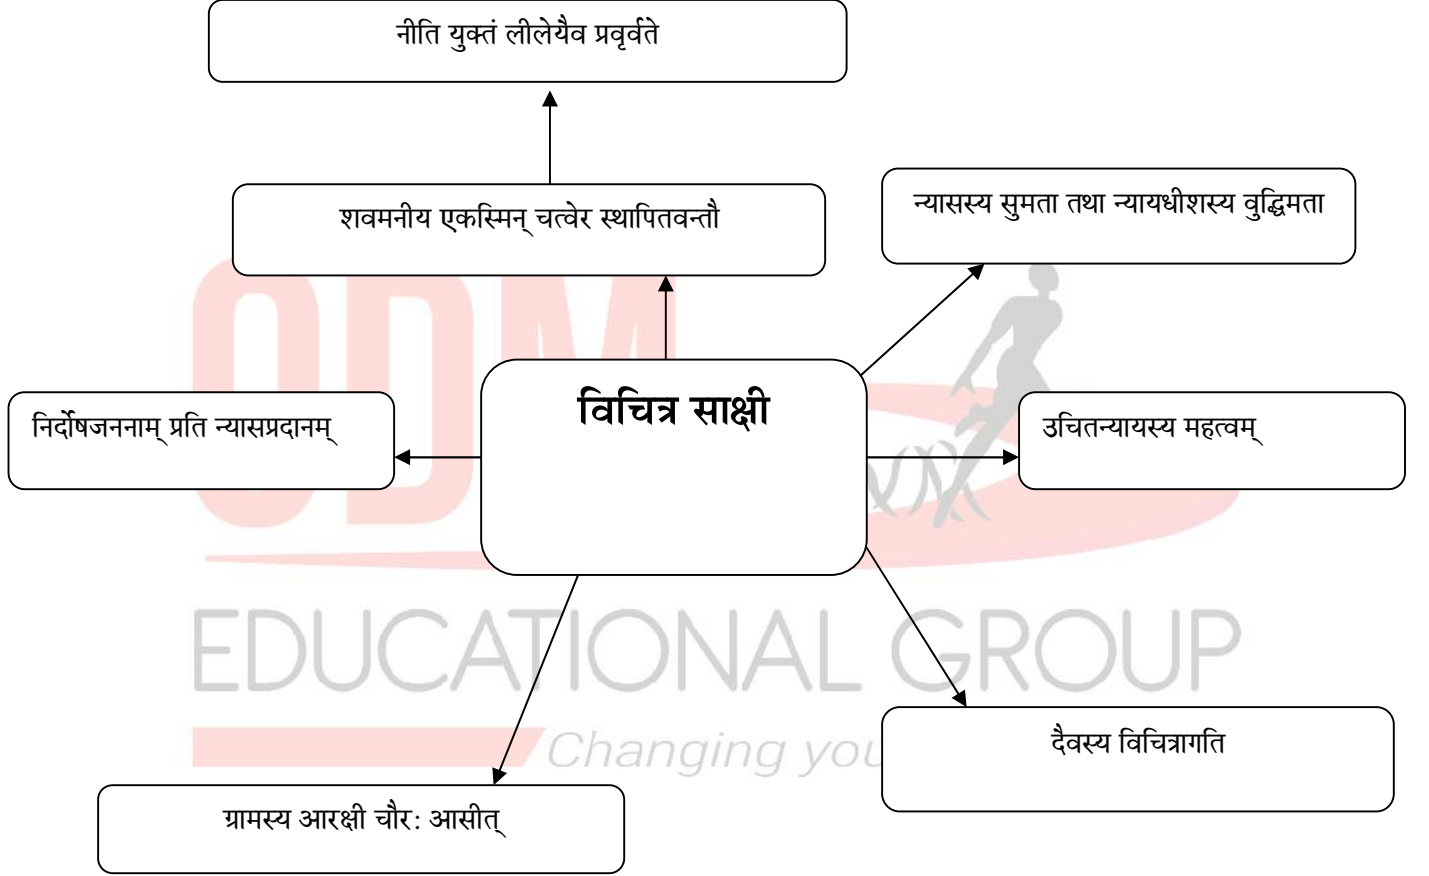 नीति युक्तं लीलेयैव प्रवृर्वते
शवमनीय एकस्मिन् चत्वेर स्थापितवन्तौ
न्यासस्य सुमता तथा न्यायधीशस्य वुद्धिमता
विचित्र साक्षी
निर्दोषजननाम् प्रति न्यासप्रदानम्
उचितन्यायस्य महत्वम्
दैवस्य विचित्रागति
ग्रामस्य आरक्षी चौर: आसीत्
ODM
EDUCATIONAL GROUP
Changing you